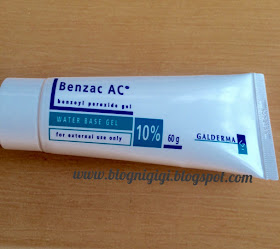 Benzac AC®
benzoyl peroxide gel
WATER BASE GEL
for external use only
10%
60 g
GALDERMA
www.blognigigi.blogspot.com